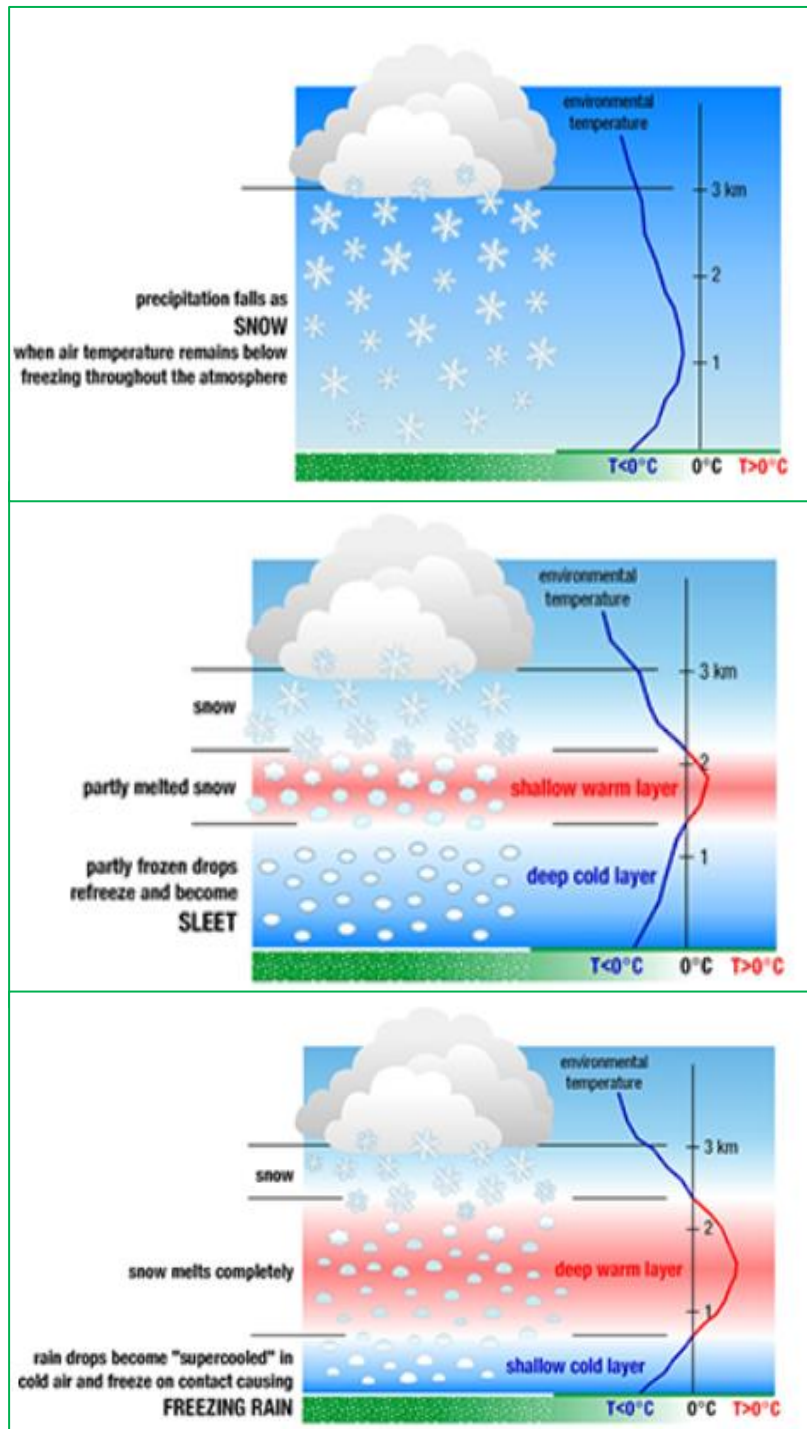 environmental
temperature
3 km
2
precipitation falls as
SNOW
when air temperature remains below
freezing throughout the atmosphere
1
T<0°C 0°C T>0°C
environmental
temperature
3 km
snow
2
partly melted snow
shallow warm layer
1
partly frozen drops
refreeze and become
SLEET
deep cold layer
T<0°C 0°C T>0°C
environmental
temperature
3 km
snow
2
snow melts completely
deep warm layer
1
rain drops become "supercooled" in
cold air and freeze on contact causing
FREEZING RAIN
shallow cold layer
T<0°C 0°C T>0°C